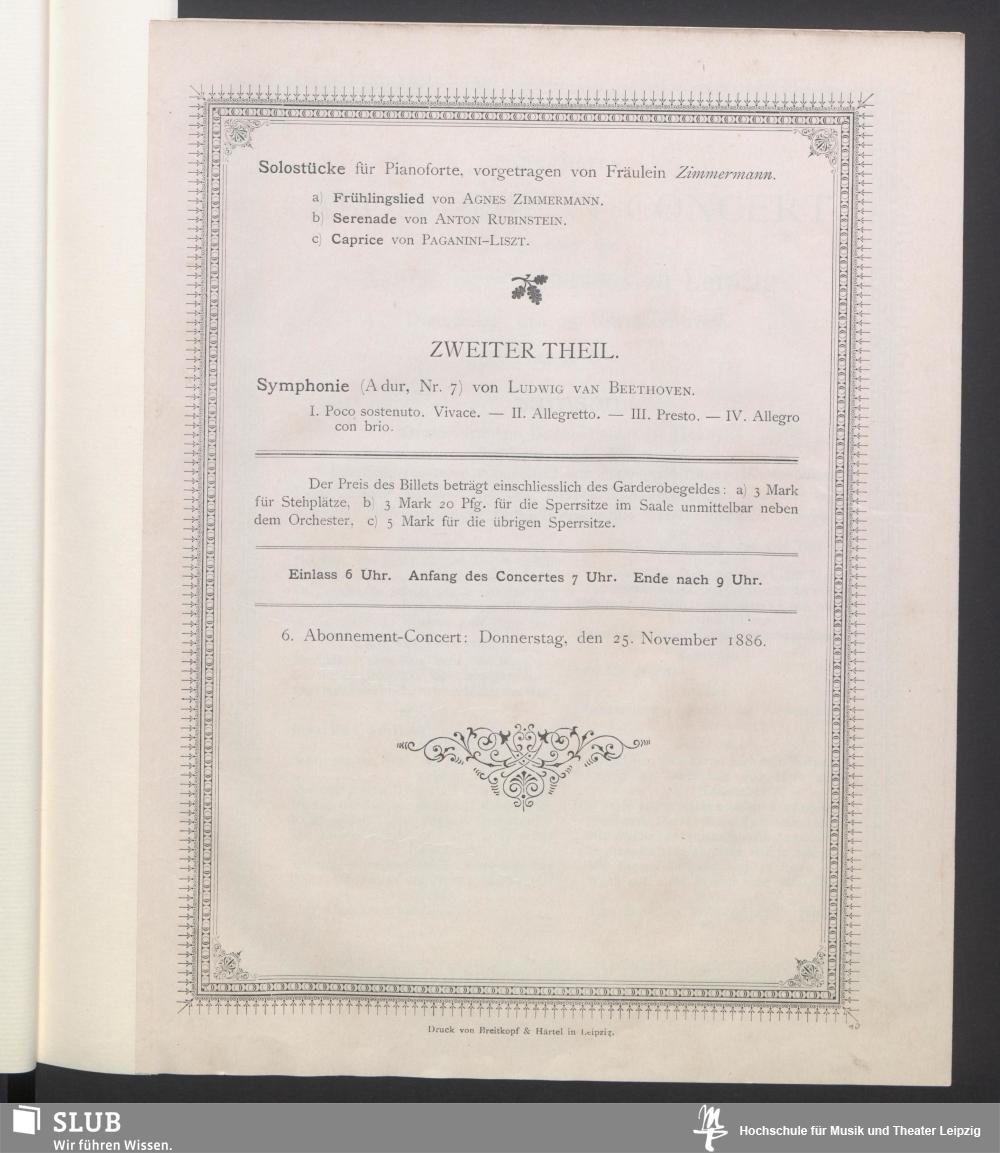 Solostücke für Pianoforte, vorgetragen von Fräulein Zimmermann.
a) Frühlingslied von AGNES ZIMMERMANN.
b) Serenade von ANTON RUBINSTEIN.
c) Caprice von PAGANINI-LISZT.
ZWEITER THEIL.
Symphonie (A dur, Nr. 7) von LUDWIG VAN BEETHOVEN.
I. Poco sostenuto. Vivace. — II. Allegretto. — III. Presto. — IV. Allegro
con brio.
Der Preis des Billets beträgt einschliesslich des Garderobegeldes: a) 3 Mark
für Stehplätze, b) 3 Mark 20 Pfg. für die Sperrsitze im Saale unmittelbar neben
dem Orchester, c) 5 Mark für die übrigen Sperrsitze.
Einlass 6 Uhr. Anfang des Concertes 7 Uhr. Ende nach 9 Uhr.
6. Abonnement-Concert: Donnerstag, den 25. November 1886.
Druck von Breitkopf & Härtel in Leipzig.
SLUB
Wir führen Wissen.
Hochschule für Musik und Theater Leipzig